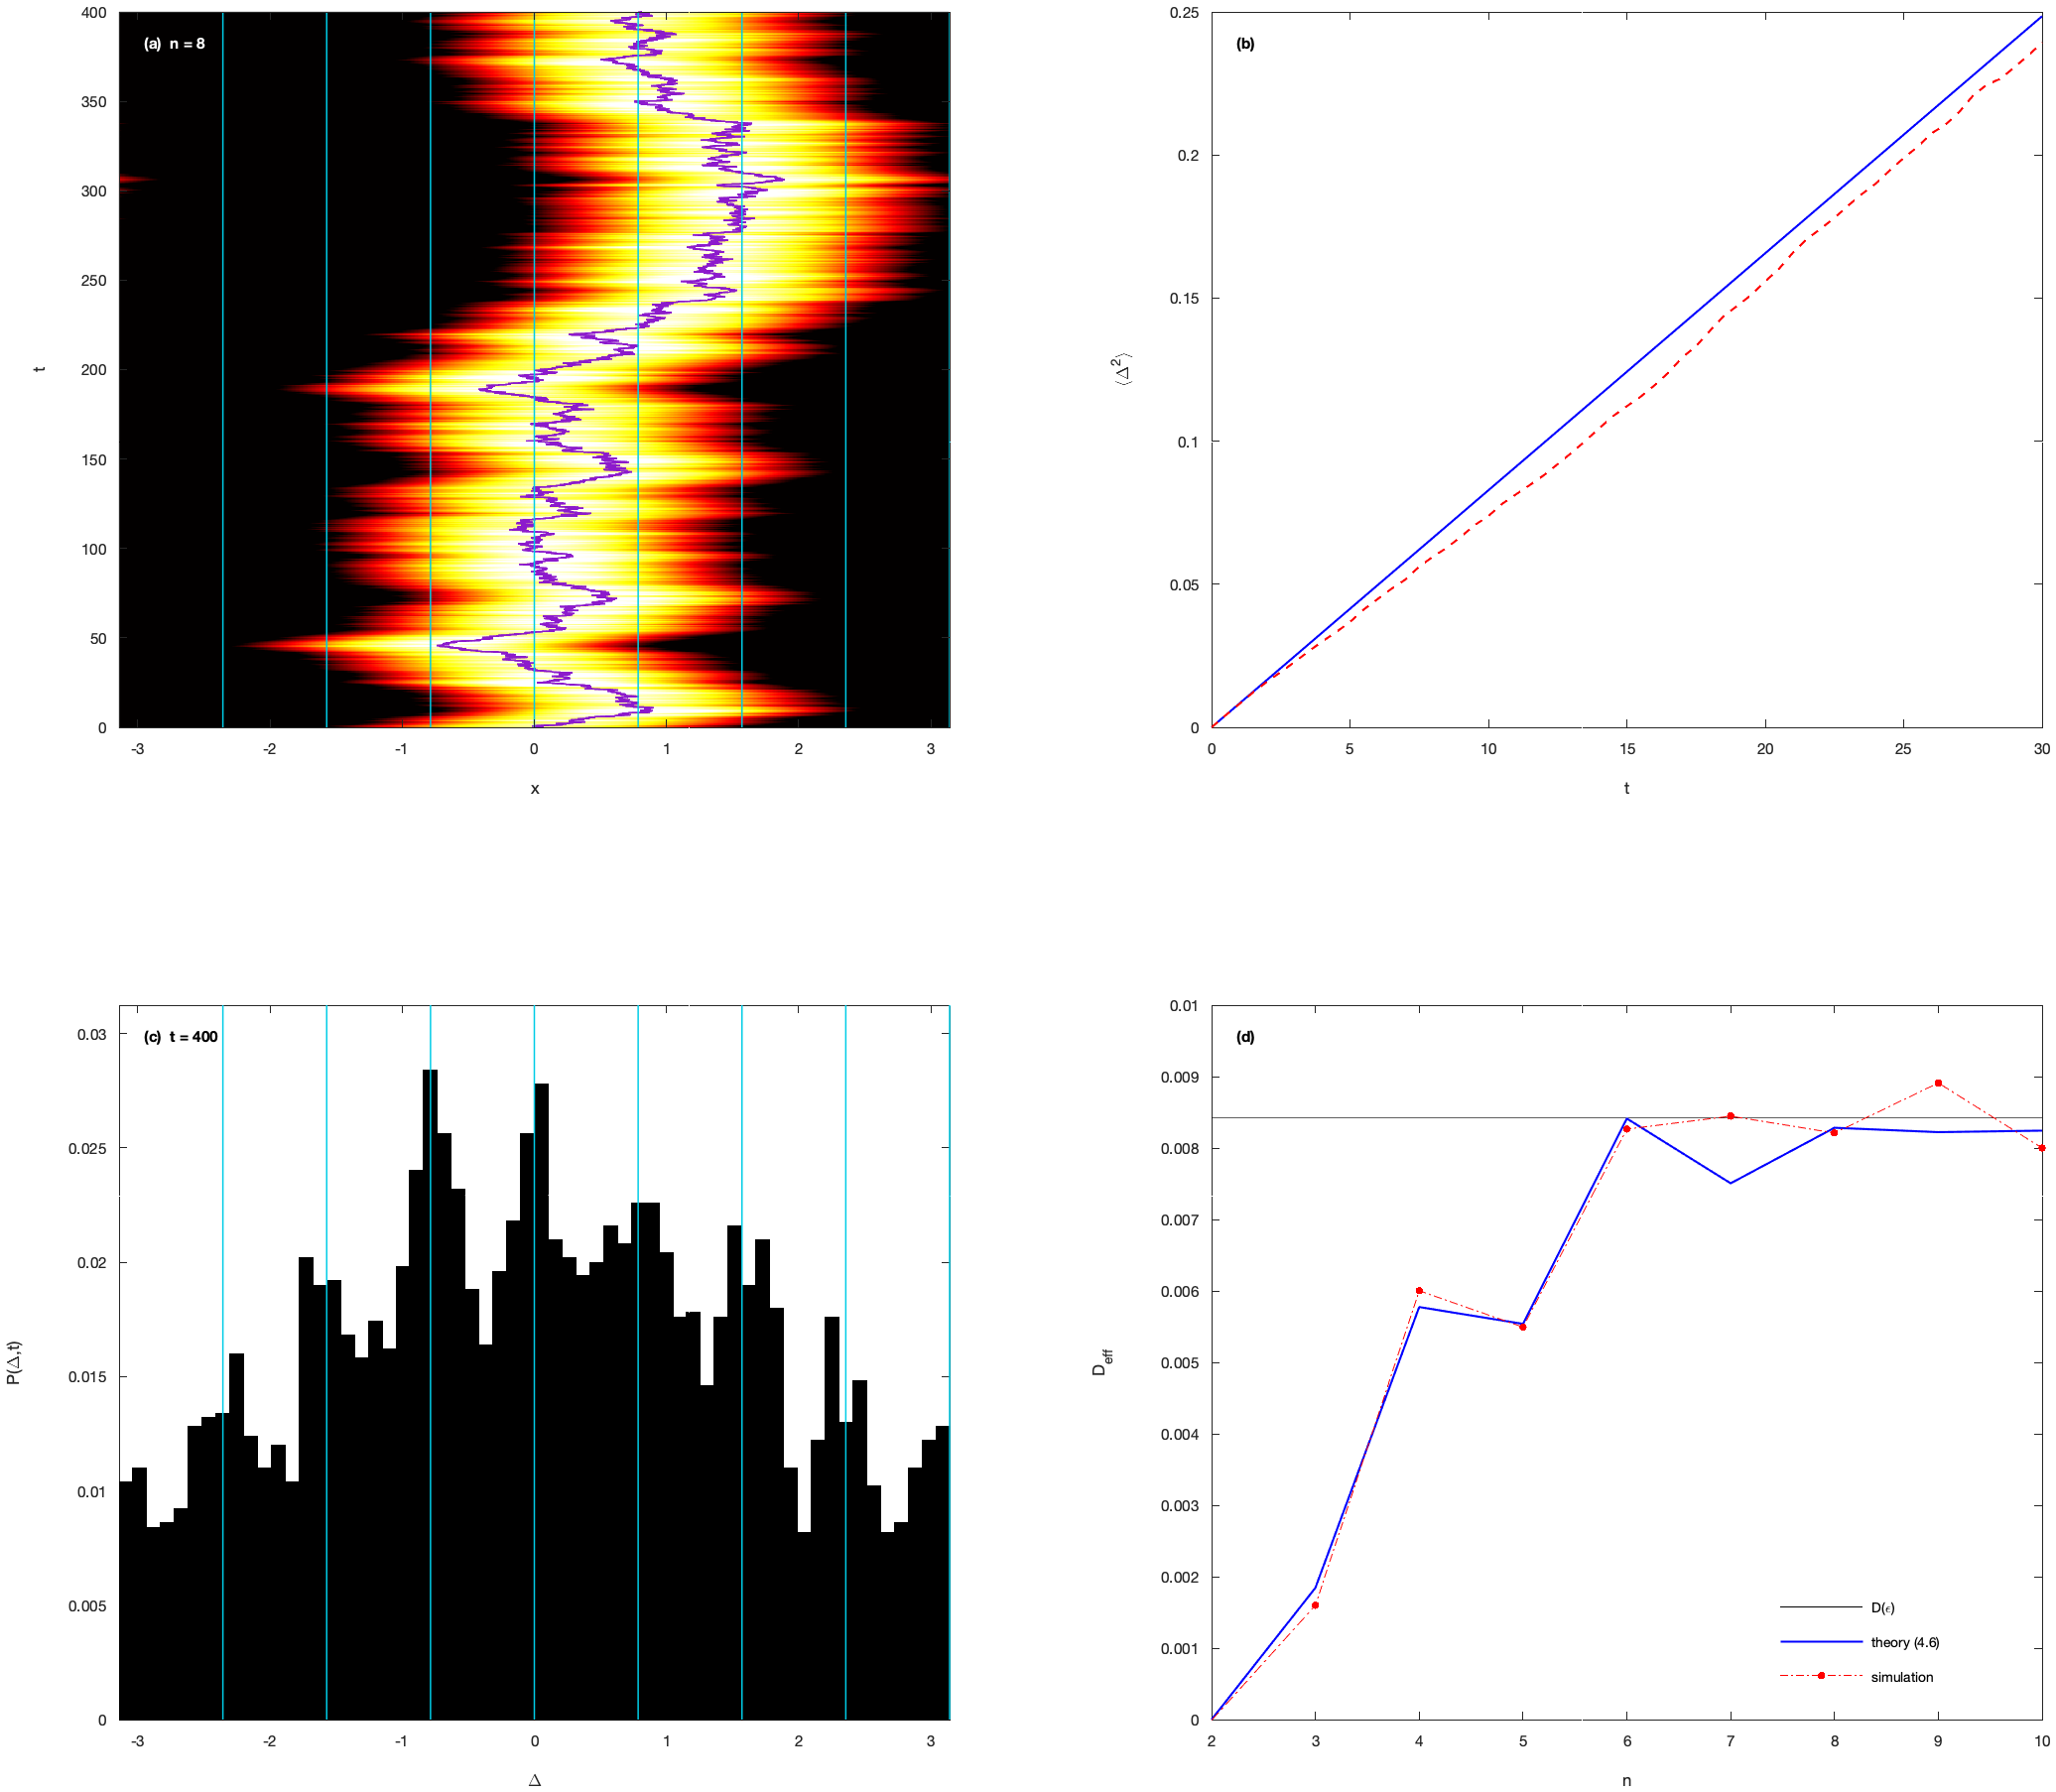 (a) n = 8
400
350
300
250
200
150
100
50
0
t
-3 -2 -1 0 1 2 3
x
(b)
0.25
0.2
0.15
0.1
0.05
0
⟨Δ²⟩
0 5 10 15 20 25 30
t
(c) t = 400
0.03
0.025
0.02
0.015
0.01
0.005
0
P(Δ,t)
-3 -2 -1 0 1 2 3
Δ
(d)
0.01
0.009
0.008
0.007
0.006
0.005
0.004
0.003
0.002
0.001
0
D_eff
D(ϵ)
theory (4.6)
simulation
2 3 4 5 6 7 8 9 10
n